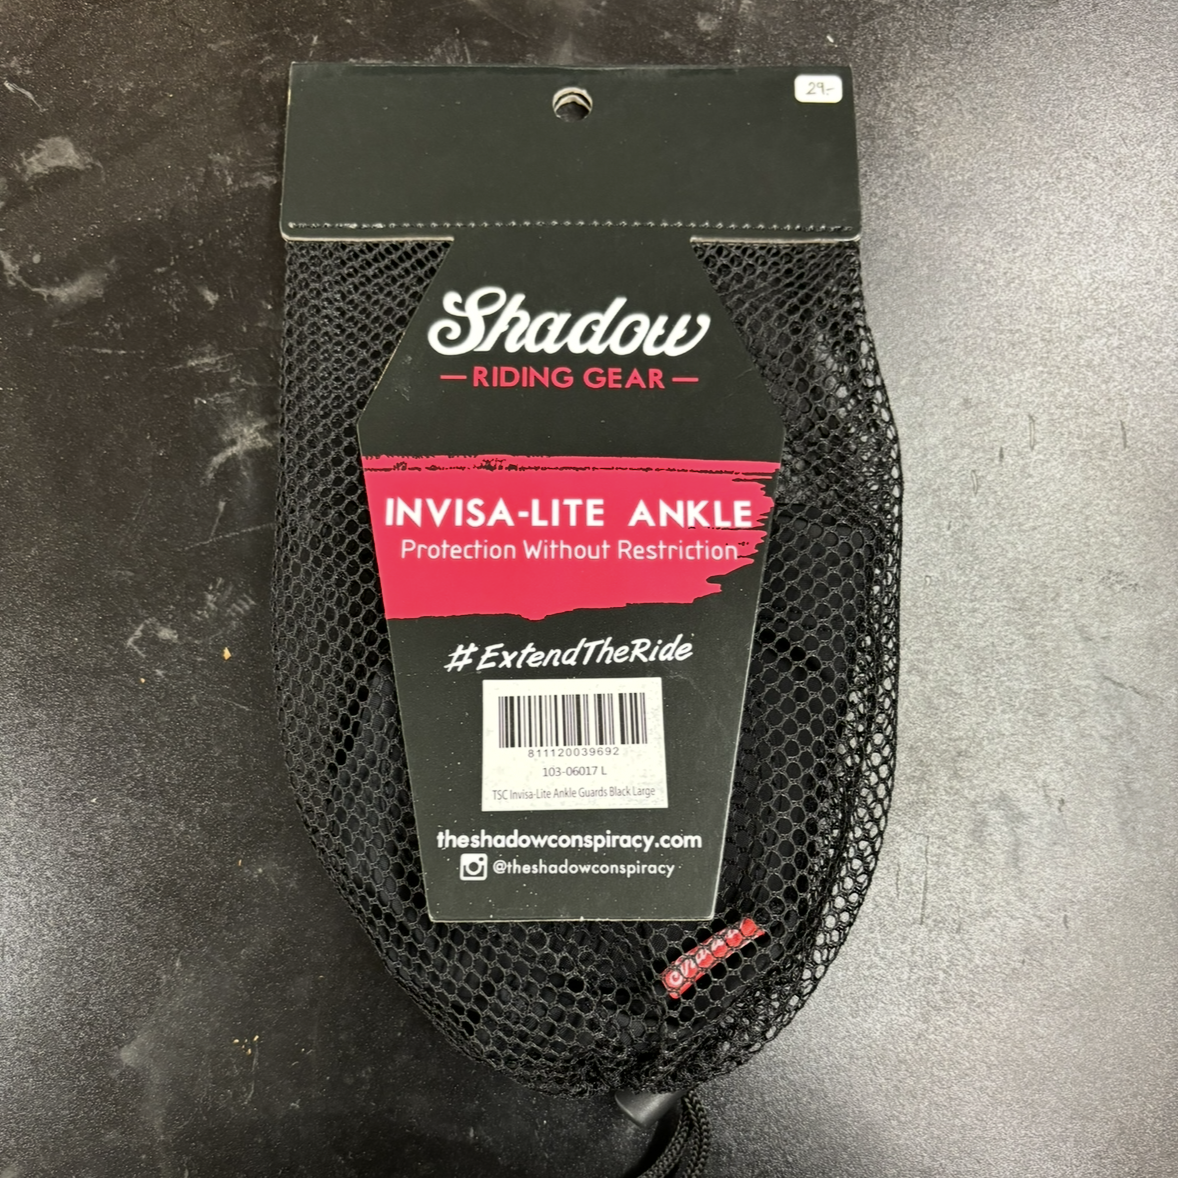 29.-
Shadow
RIDING GEAR
INVISA-LITE ANKLE
Protection Without Restriction
#ExtendTheRide
811120039692
103-06017 L
TSC Invisa-Lite Ankle Guards Black Large
theshadowconspiracy.com
@theshadowconspiracy
Shadow